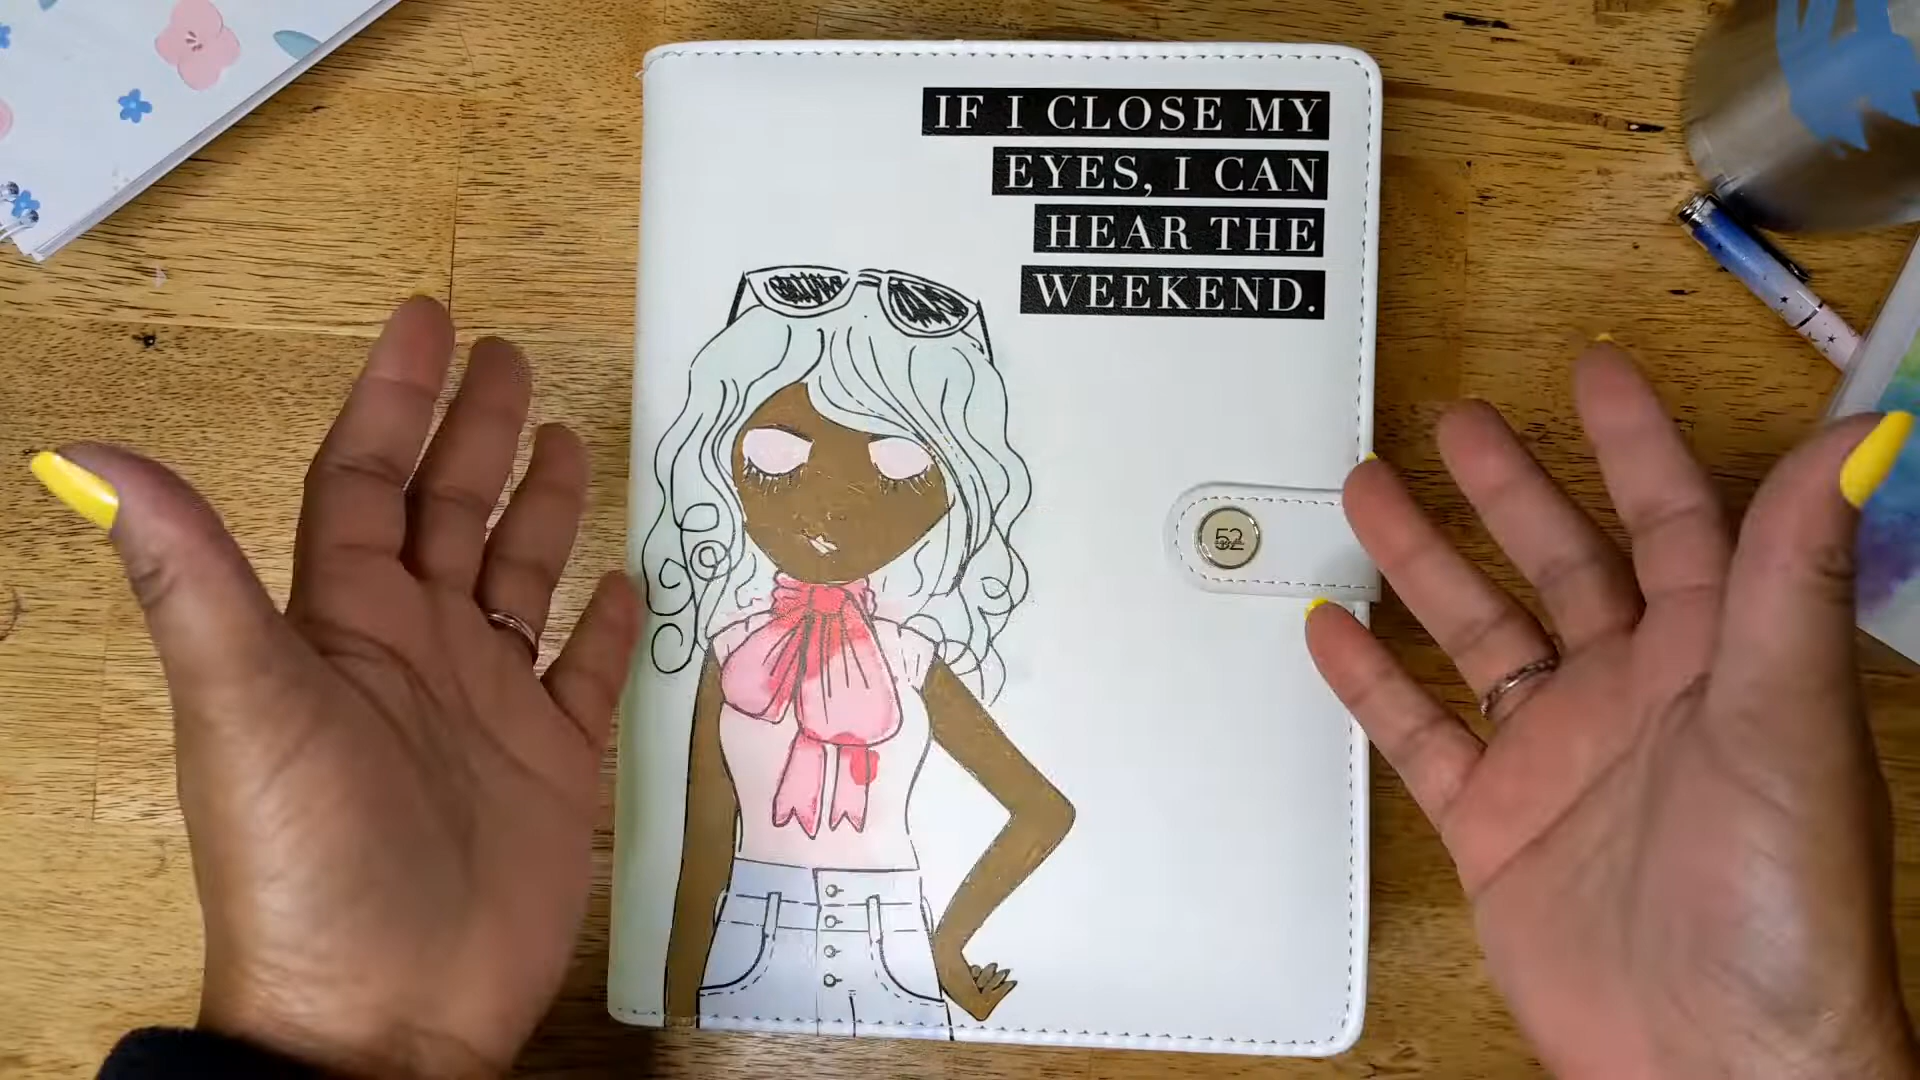 IF I CLOSE MY
EYES, I CAN
HEAR THE
WEEKEND.
52